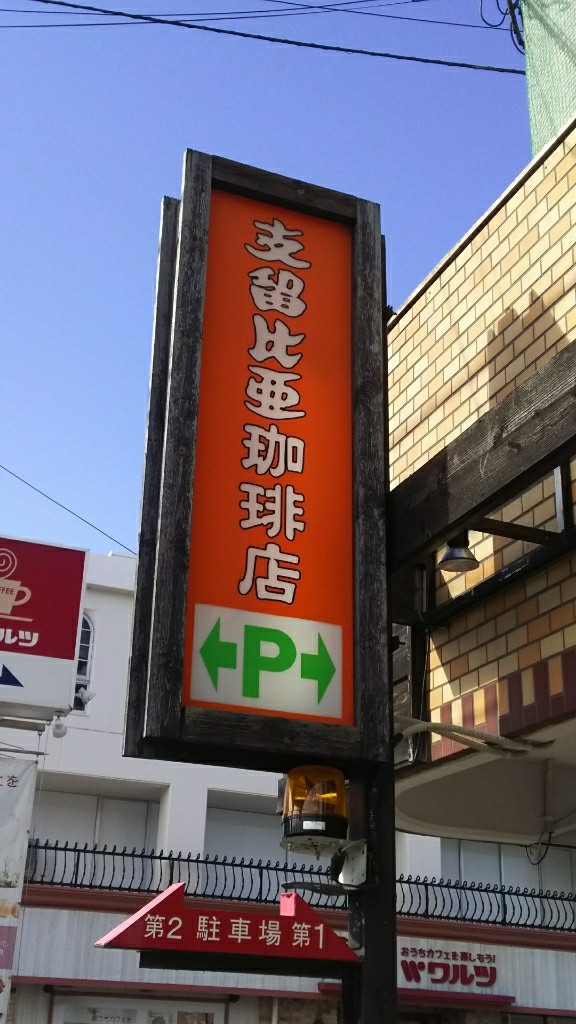 支留比亜珈琲店
P
第2 駐車場 第1
おうちカフェを楽しもう!
ワルツ
ルツ